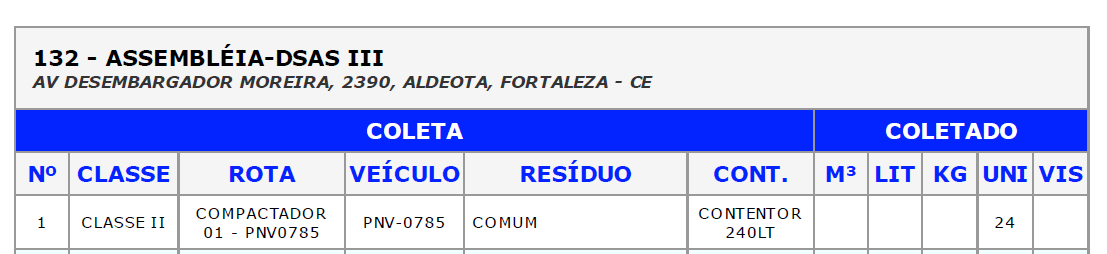 132 - ASSEMBLÉIA-DSAS III
AV DESEMBARGADOR MOREIRA, 2390, ALDEOTA, FORTALEZA - CE
COLETA COLETADO
Nº CLASSE ROTA VEÍCULO RESÍDUO CONT. M³ LIT KG UNI VIS
1 CLASSE II COMPACTADOR 01 - PNV0785 PNV-0785 COMUM CONTENTOR 240LT 24